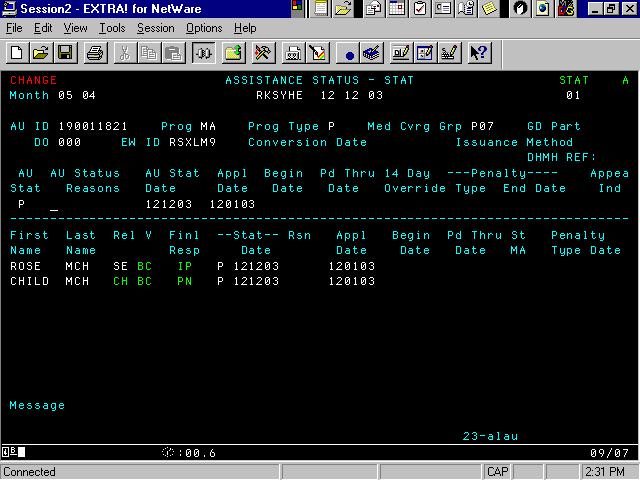 Session2 - EXTRA! for NetWare
File Edit View Tools Session Options Help
CHANGE ASSISTANCE STATUS - STAT STAT A
Month 05 04 RKSYHE 12 12 03 01
AU ID 190011821 Prog MA Prog Type P Med Cvrg Grp P07 GD Part
DO 000 EW ID RSXLM9 Conversion Date Issuance Method
DHMH REF:
AU AU Status AU Stat Appl Begin Pd Thru 14 Day ---Penalty---- Appea
Stat Reasons Date Date Date Date Override Type End Date Ind
P _ 121203 120103
First Last Rel V Finl --Stat-- Rsn Appl Begin Pd Thru St Penalty
Name Name Resp Date Date Date Date MA Type Date
ROSE MCH SE BC IP P 121203 120103
CHILD MCH CH BC PN P 121203 120103
Message
23-alau
:00.6 09/07
Connected CAP 2:31 PM